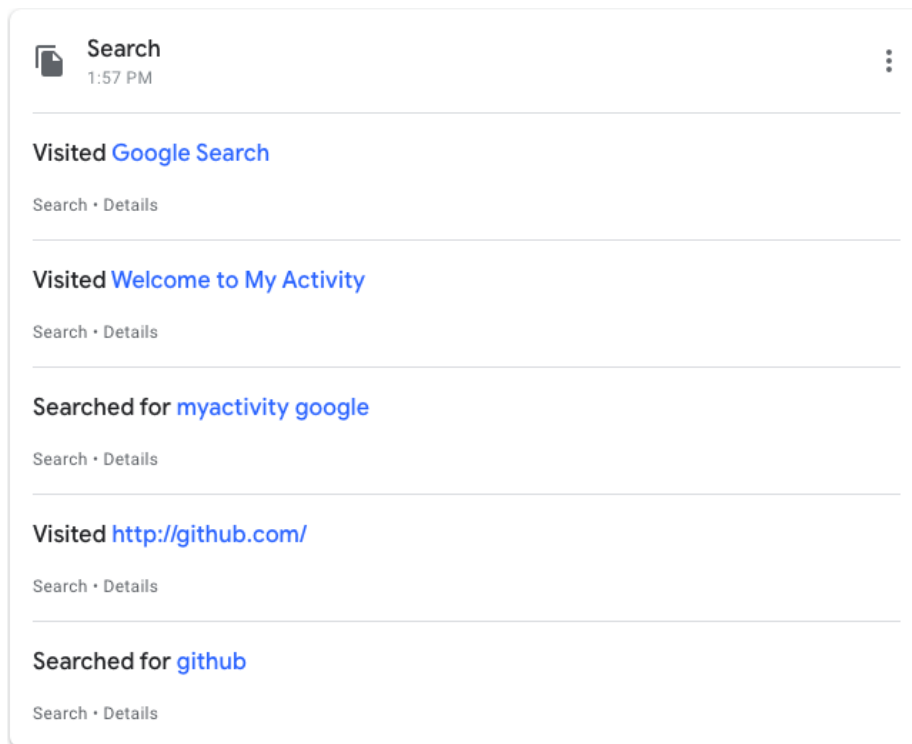 Search
1:57 PM
Visited Google Search
Search • Details
Visited Welcome to My Activity
Search • Details
Searched for myactivity google
Search • Details
Visited http://github.com/
Search • Details
Searched for github
Search • Details